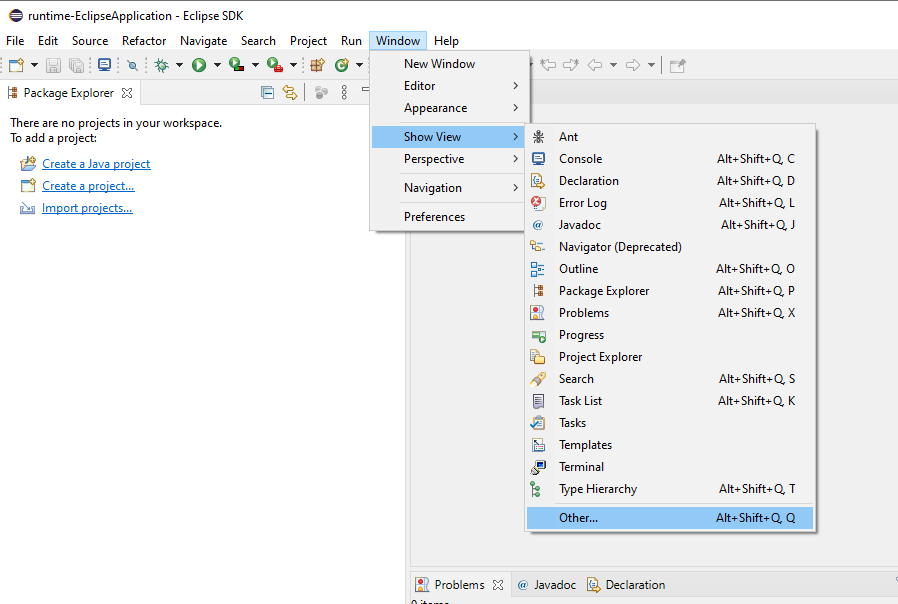 runtime-EclipseApplication - Eclipse SDK
File Edit Source Refactor Navigate Search Project Run Window Help
Package Explorer
There are no projects in your workspace.
To add a project:
Create a Java project
Create a project...
Import projects...
New Window
Editor
Appearance
Show View
Perspective
Navigation
Preferences
Ant
Console Alt+Shift+Q, C
Declaration Alt+Shift+Q, D
Error Log Alt+Shift+Q, L
Javadoc Alt+Shift+Q, J
Navigator (Deprecated)
Outline Alt+Shift+Q, O
Package Explorer Alt+Shift+Q, P
Problems Alt+Shift+Q, X
Progress
Project Explorer
Search Alt+Shift+Q, S
Task List Alt+Shift+Q, K
Tasks
Templates
Terminal
Type Hierarchy Alt+Shift+Q, T
Other... Alt+Shift+Q, Q
Problems @ Javadoc Declaration
0 items